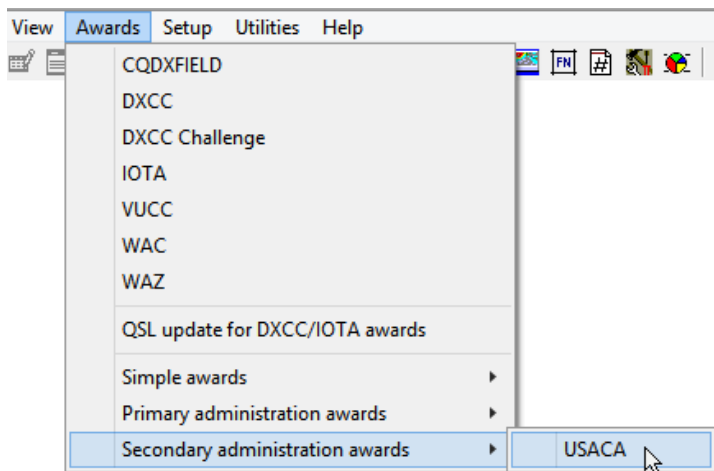 View Awards Setup Utilities Help
FN #
CQDXFIELD
DXCC
DXCC Challenge
IOTA
VUCC
WAC
WAZ
QSL update for DXCC/IOTA awards
Simple awards
Primary administration awards
Secondary administration awards
USACA